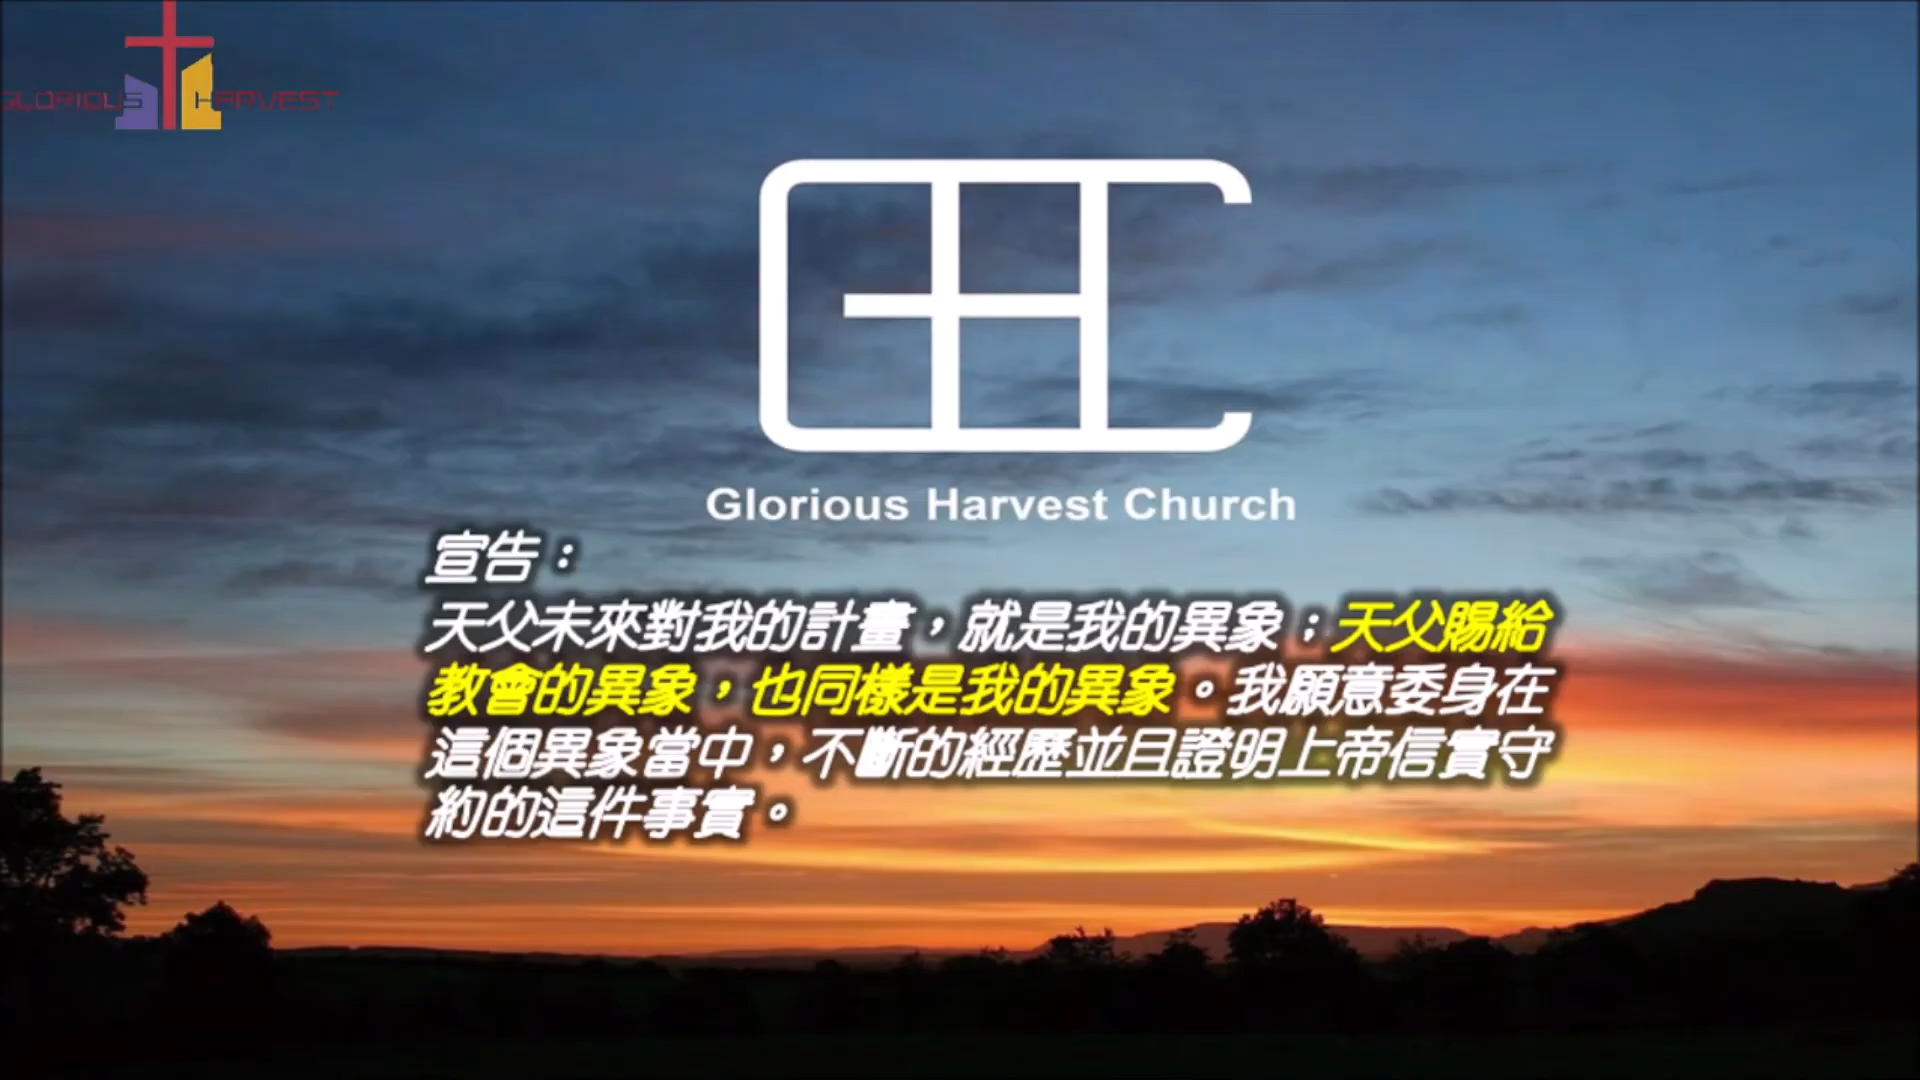 GLORIOUS HARVEST
GHC
Glorious Harvest Church
宣告：
天父未來對我的計畫，就是我的異象；天父賜給
教會的異象，也同樣是我的異象。我願意委身在
這個異象當中，不斷的經歷並且證明上帝信實守
約的這件事實。